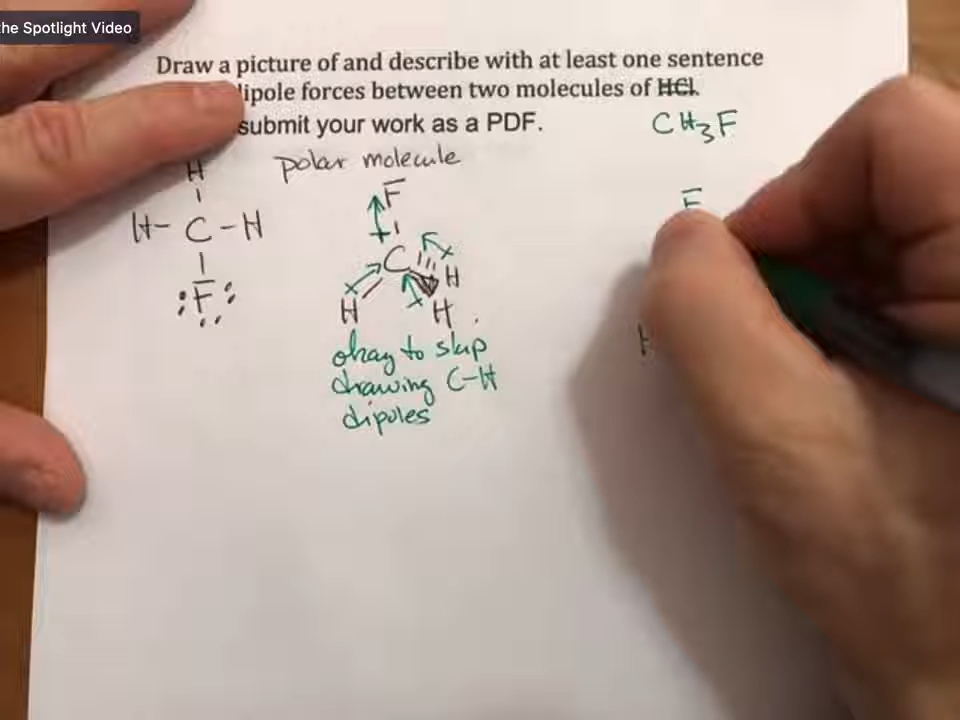 the Spotlight Video
Draw a picture of and describe with at least one sentence
dipole forces between two molecules of HCl.
submit your work as a PDF.
CH3F
polar molecule
H
H-C-H
F
F
C
H
H
H
okay to skip
drawing C-H
dipoles
F
H